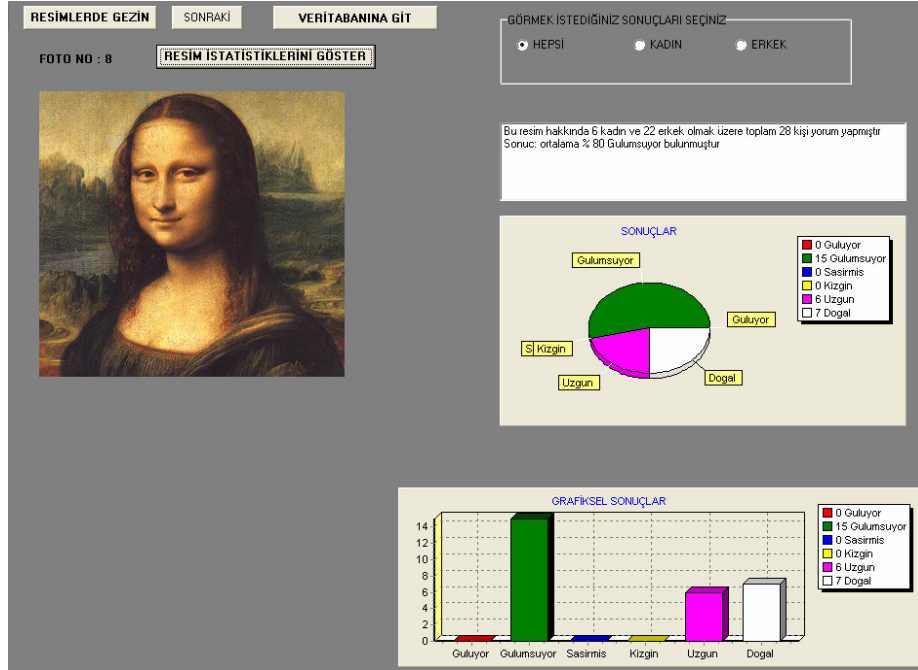 RESİMLERDE GEZİN
SONRAKİ
VERİTABANINA GİT
FOTO NO : 8
RESİM İSTATİSTİKLERİNİ GÖSTER
GÖRMEK İSTEDİĞİNİZ SONUÇLARI SEÇİNİZ
HEPSİ
KADIN
ERKEK
Bu resim hakkında 6 kadın ve 22 erkek olmak üzere toplam 28 kişi yorum yapmıştır
Sonuc: ortalama % 80 Gulumsuyor bulunmuştur
SONUÇLAR
Gulumsuyor
Guluyor
S Kizgin
Uzgun
Dogal
0 Guluyor
15 Gulumsuyor
0 Sasirmis
0 Kizgin
6 Uzgun
7 Dogal
GRAFİKSEL SONUÇLAR
14
12
10
8
6
4
2
0
Guluyor Gulumsuyor Sasirmis Kizgin Uzgun Dogal
0 Guluyor
15 Gulumsuyor
0 Sasirmis
0 Kizgin
6 Uzgun
7 Dogal